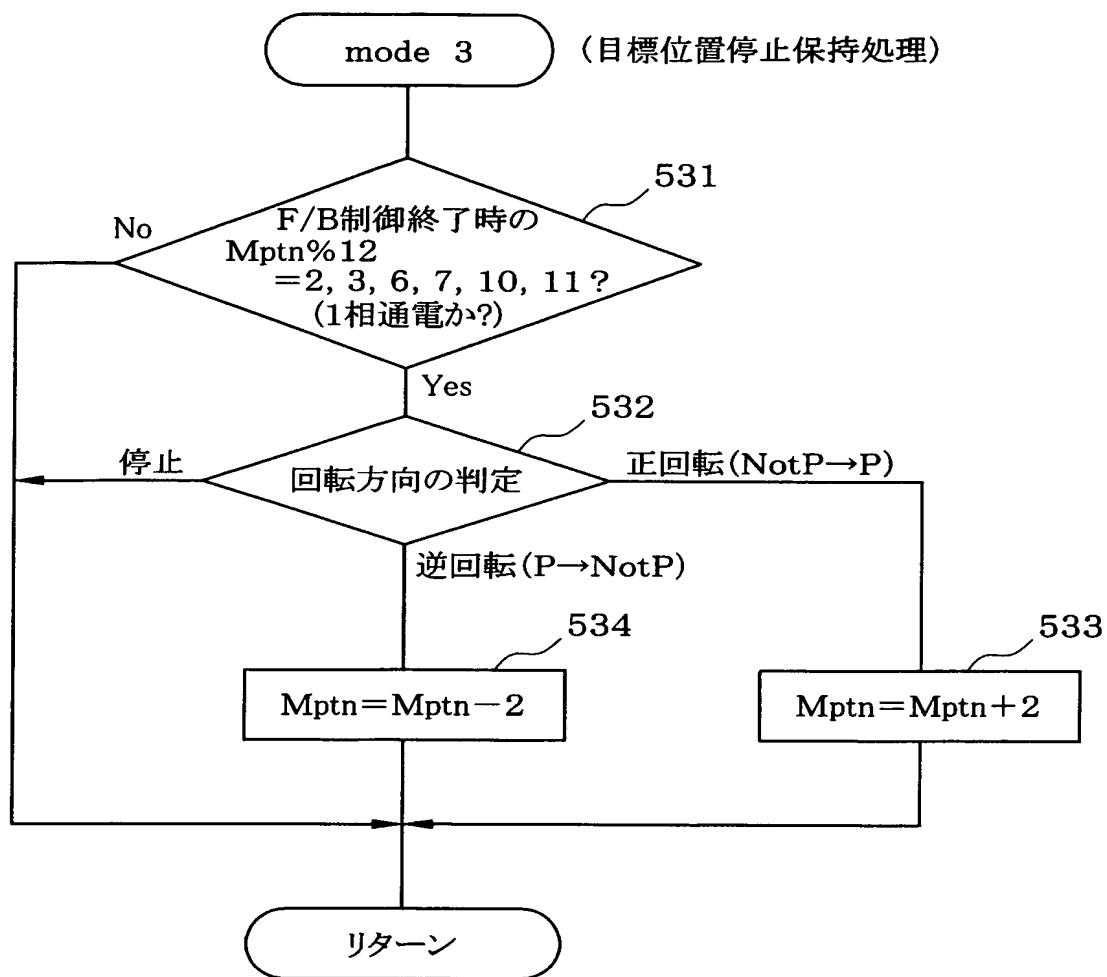 mode 3
(目標位置停止保持処理)
531
No
F/B制御終了時の
Mptn%12
=2, 3, 6, 7, 10, 11?
(1相通電か?)
Yes
532
停止
回転方向の判定
正回転(NotP→P)
逆回転(P→NotP)
534
533
Mptn=Mptn−2
Mptn=Mptn+2
リターン